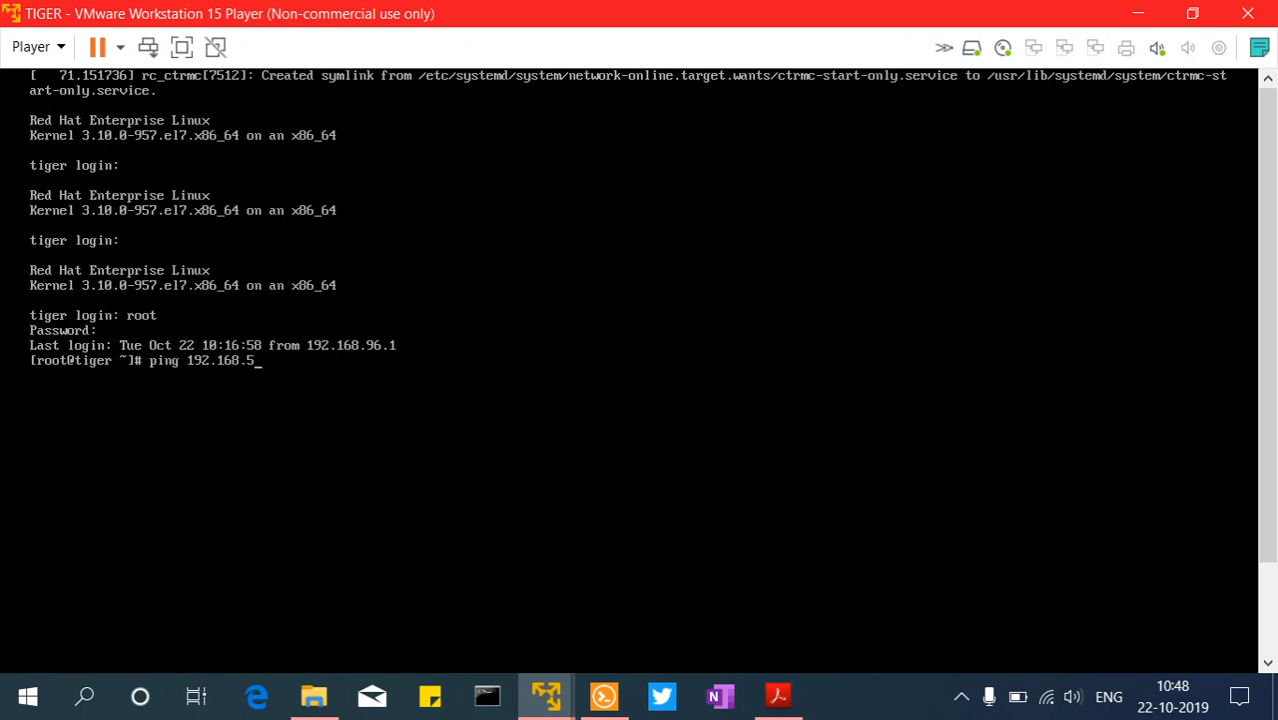 TIGER - VMware Workstation 15 Player (Non-commercial use only)
Player
[   71.151736] rc_ctrmc[7512]: Created symlink from /etc/systemd/system/network-online.target.wants/ctrmc-start-only.service to /usr/lib/systemd/system/ctrmc-st
art-only.service.
Red Hat Enterprise Linux
Kernel 3.10.0-957.el7.x86_64 on an x86_64
tiger login:
Red Hat Enterprise Linux
Kernel 3.10.0-957.el7.x86_64 on an x86_64
tiger login:
Red Hat Enterprise Linux
Kernel 3.10.0-957.el7.x86_64 on an x86_64
tiger login: root
Password:
Last login: Tue Oct 22 10:16:58 from 192.168.96.1
[root@tiger ~]# ping 192.168.5_
ENG
10:48
22-10-2019